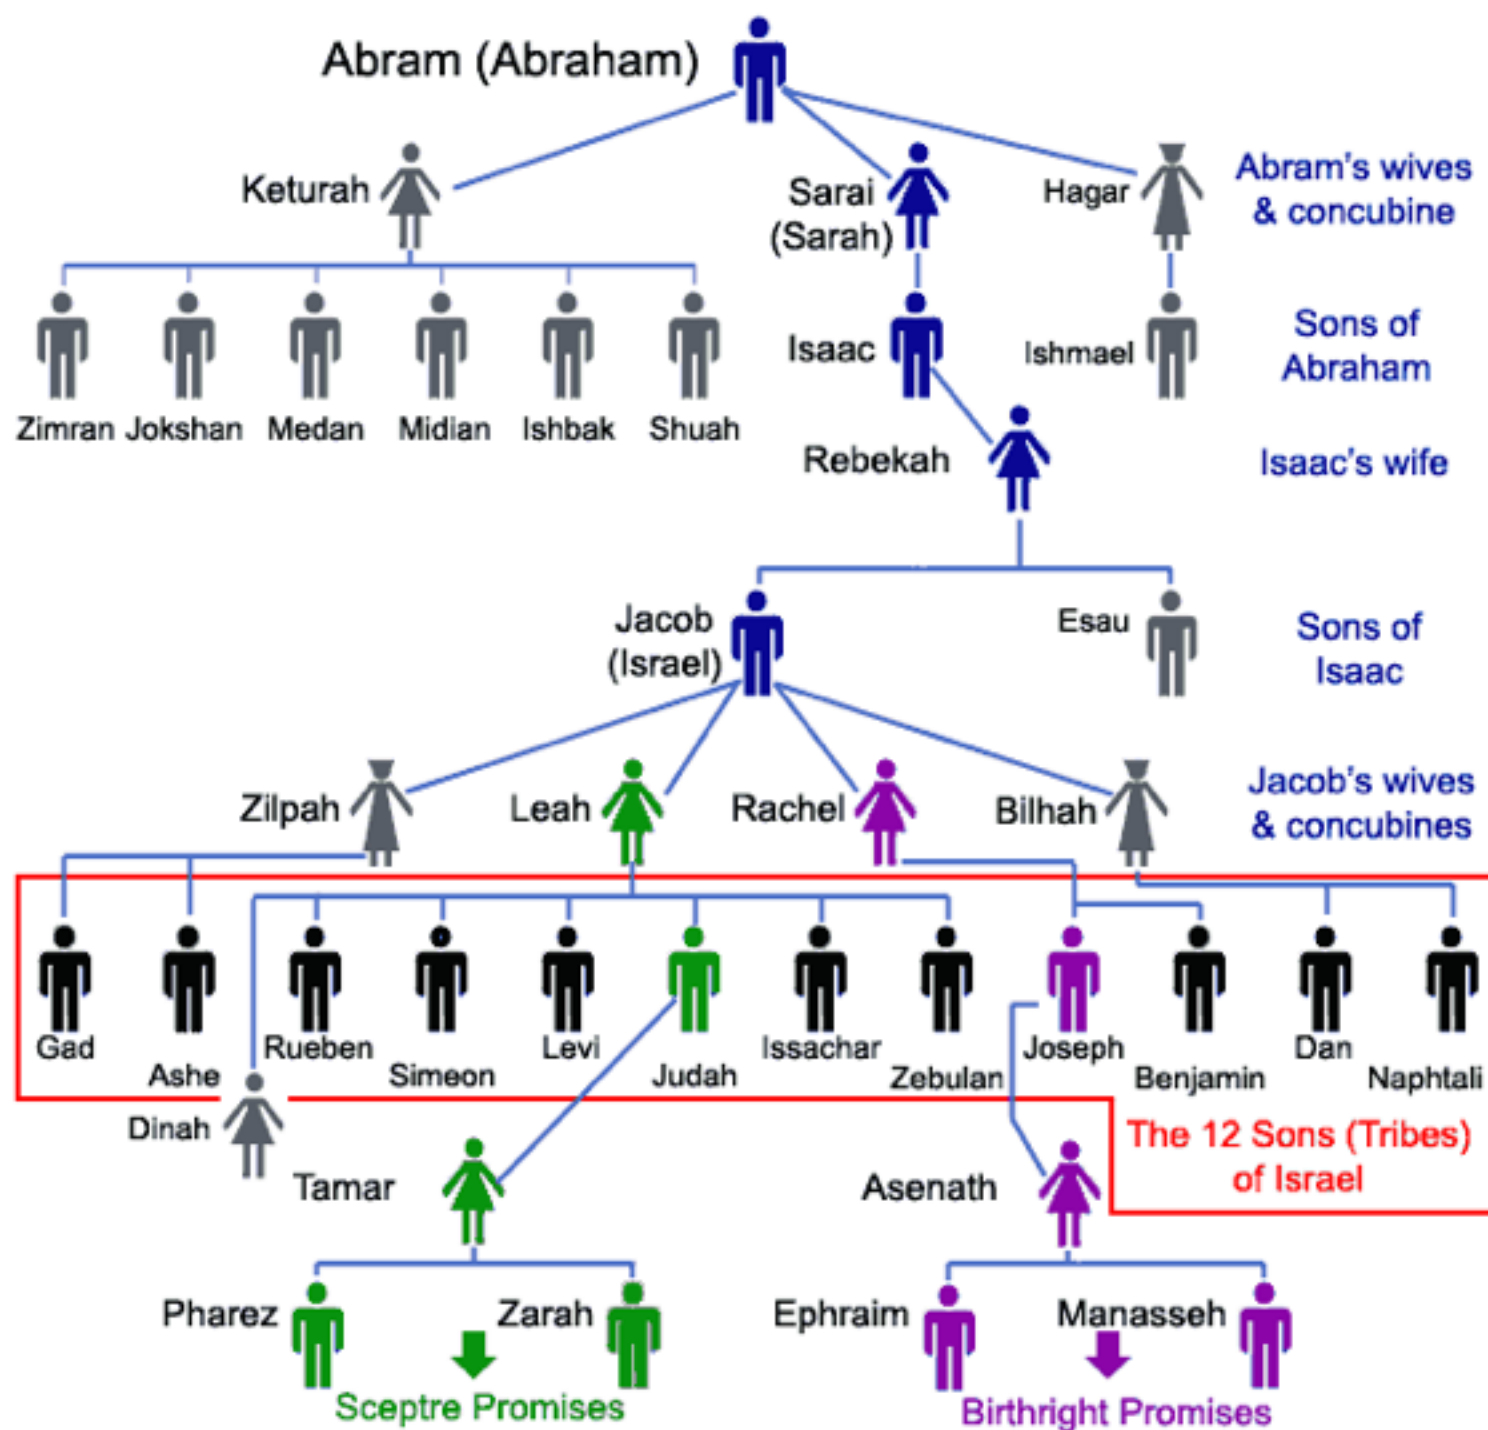 Abram (Abraham)
Keturah
Sarai
(Sarah)
Hagar
Abram's wives
& concubine
Zimran
Jokshan
Medan
Midian
Ishbak
Shuah
Isaac
Ishmael
Sons of
Abraham
Rebekah
Isaac's wife
Jacob
(Israel)
Esau
Sons of
Isaac
Zilpah
Leah
Rachel
Bilhah
Jacob's wives
& concubines
Gad
Ashe
Rueben
Simeon
Levi
Judah
Issachar
Zebulan
Joseph
Benjamin
Dan
Naphtali
Dinah
The 12 Sons (Tribes)
of Israel
Tamar
Asenath
Pharez
Zarah
Ephraim
Manasseh
Sceptre Promises
Birthright Promises